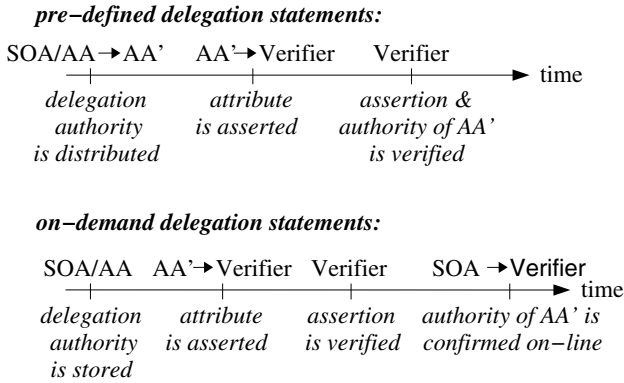 pre−defined delegation statements:
SOA/AA→AA' AA'→Verifier Verifier
time
delegation attribute assertion &
authority is asserted authority of AA'
is distributed is verified
on−demand delegation statements:
SOA/AA AA'→Verifier Verifier SOA →Verifier
time
delegation attribute assertion authority of AA' is
authority is asserted is verified confirmed on−line
is stored